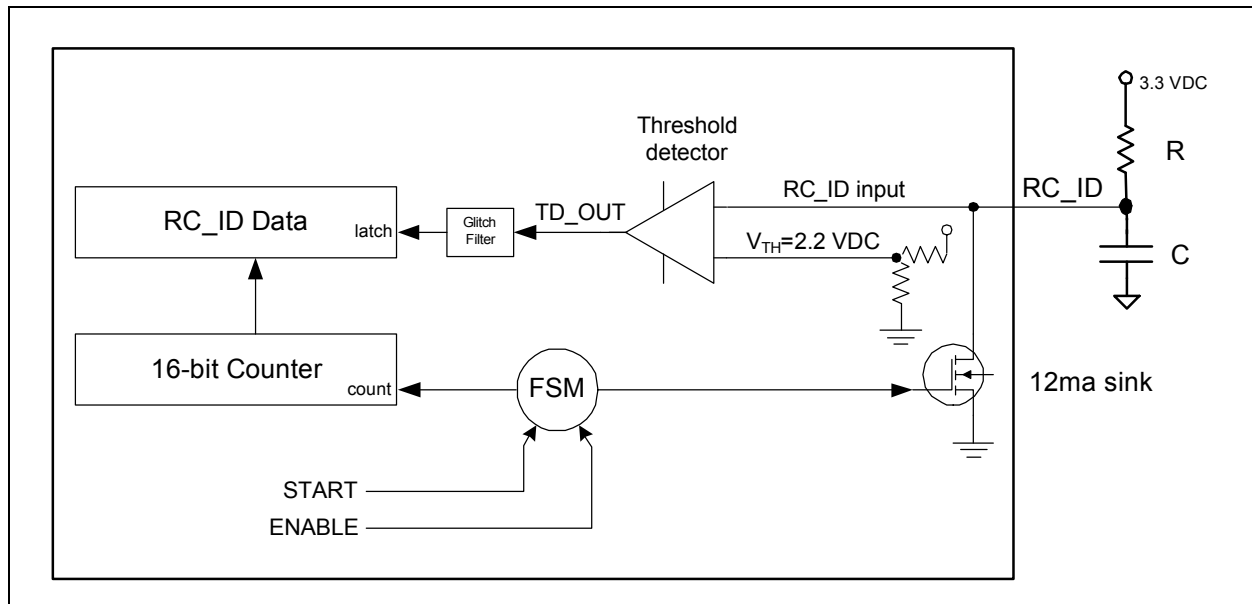 3.3 VDC
Threshold
detector
R
RC_ID input
RC_ID
RC_ID Data
latch
Glitch
Filter
TD_OUT
VTH=2.2 VDC
C
16-bit Counter
count
FSM
12ma sink
START
ENABLE